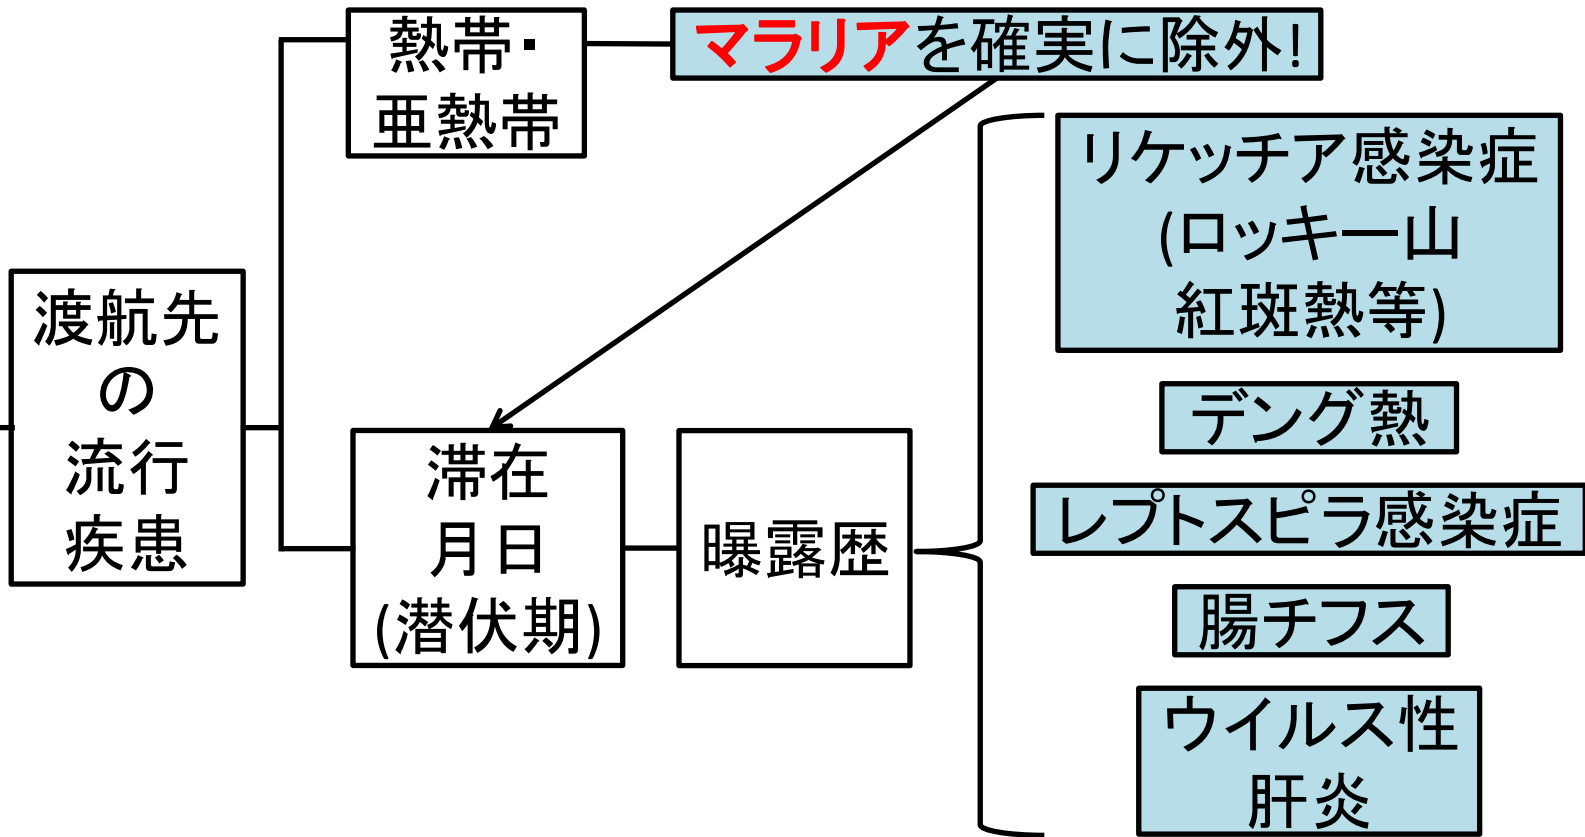 熱帯・
亜熱帯
マラリアを確実に除外!
渡航先
の
流行
疾患
滞在
月日
(潜伏期)
曝露歴
リケッチア感染症
(ロッキー山
紅斑熱等)
デング熱
レプトスピラ感染症
腸チフス
ウイルス性
肝炎